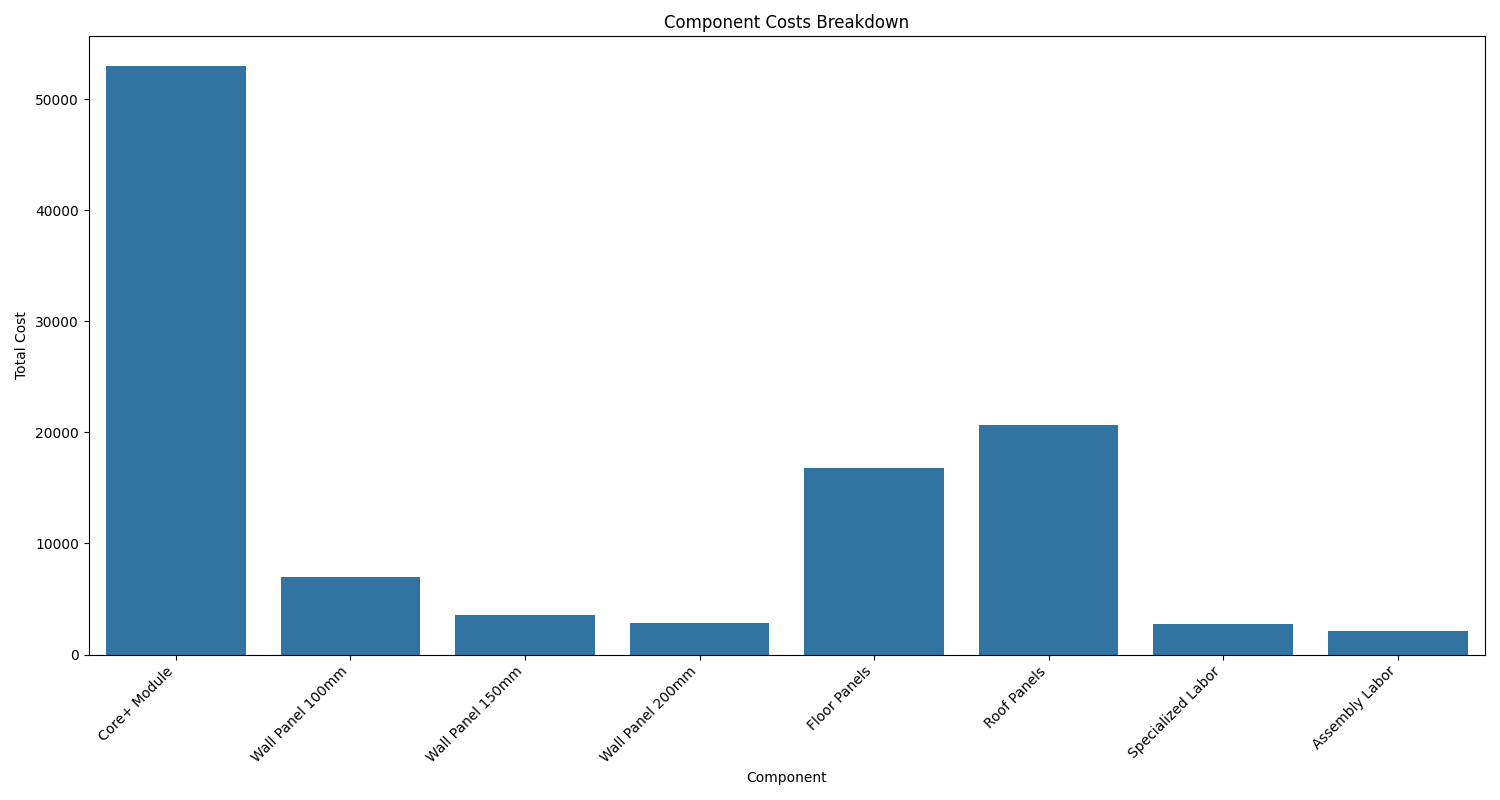 Component Costs Breakdown
Total Cost
50000
40000
30000
20000
10000
0
Core+ Module
Wall Panel 100mm
Wall Panel 150mm
Wall Panel 200mm
Floor Panels
Roof Panels
Specialized Labor
Assembly Labor
Component